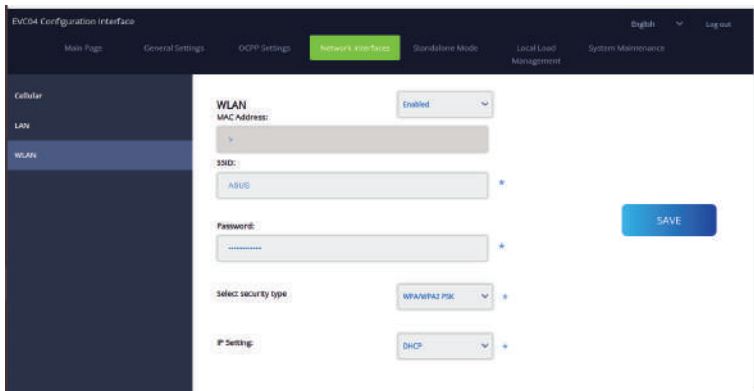 EVC04 Configuration Interface
English
Log out
Main Page
General Settings
OCPP Settings
Network Interfaces
Standalone Mode
Local Load
Management
System Maintenance
Cellular
LAN
WLAN
WLAN
Enabled
MAC Address:
SSID:
ASUS
*
SAVE
Password:
*
Select security type
WPA/WPA2 PSK
*
IP Setting:
DHCP
*